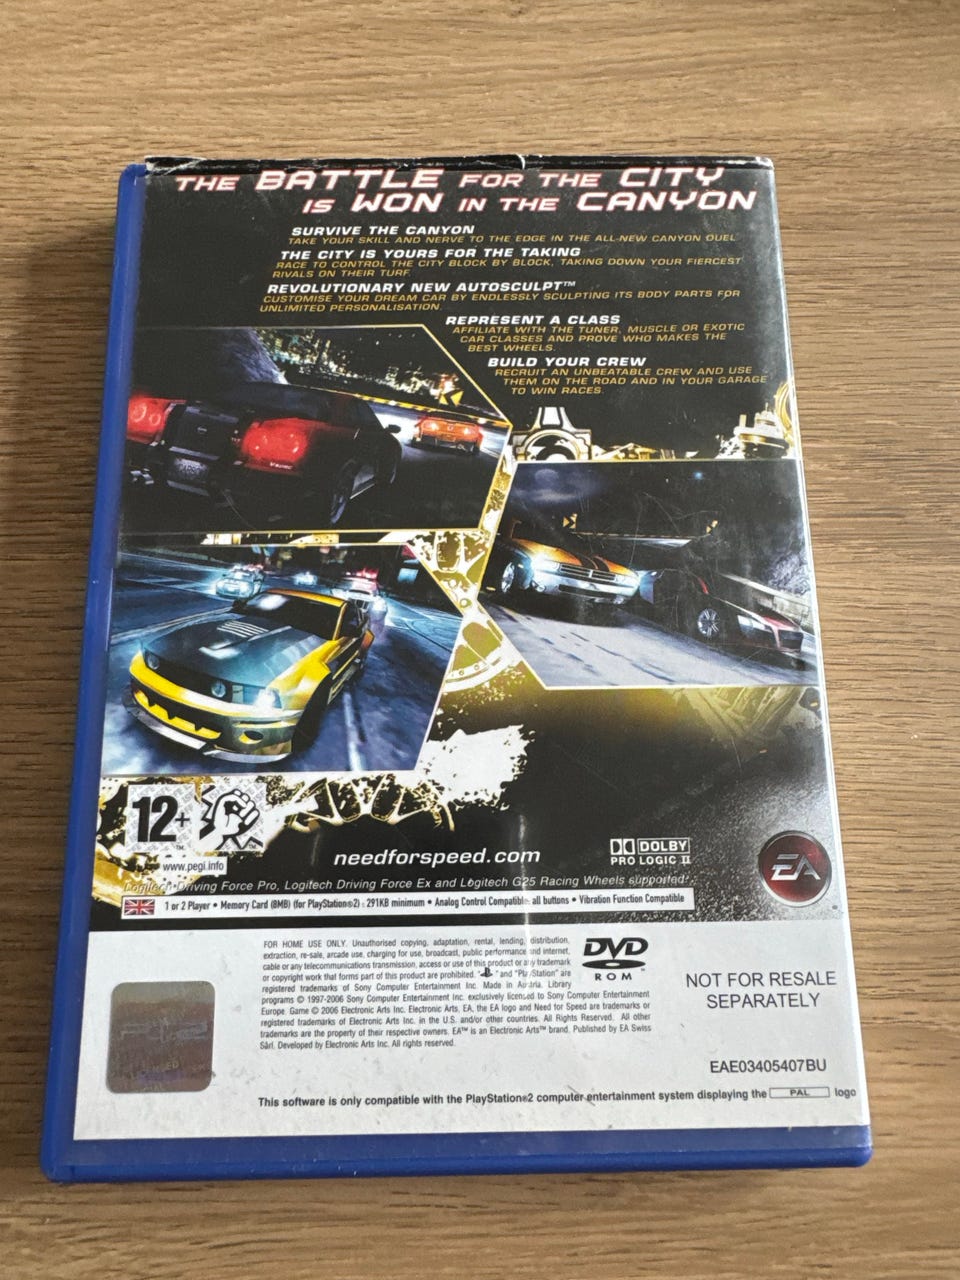 THE BATTLE FOR THE CITY
IS WON IN THE CANYON
SURVIVE THE CANYON
TAKE YOUR SKILL AND NERVE TO THE EDGE IN THE ALL-NEW CANYON DUEL
THE CITY IS YOURS FOR THE TAKING
RACE TO CONTROL THE CITY BLOCK BY BLOCK, TAKING DOWN YOUR FIERCEST
RIVALS ON THEIR TURF.
REVOLUTIONARY NEW AUTOSCULPT™
CUSTOMISE YOUR DREAM CAR BY ENDLESSLY SCULPTING ITS BODY PARTS FOR
UNLIMITED PERSONALISATION.
REPRESENT A CLASS
AFFILIATE WITH THE TUNER, MUSCLE OR EXOTIC
CAR CLASSES AND PROVE WHO MAKES THE
BEST WHEELS.
BUILD YOUR CREW
RECRUIT AN UNBEATABLE CREW AND USE
THEM ON THE ROAD AND IN YOUR GARAGE
TO WIN RACES.
12+
www.pegi.info
needforspeed.com
DOLBY
PRO LOGIC II
EA
Logitech Driving Force Pro, Logitech Driving Force Ex and Logitech G25 Racing Wheels supported.
1 or 2 Player • Memory Card (8MB) (for PlayStation®2) : 291KB minimum • Analog Control Compatible: all buttons • Vibration Function Compatible
FOR HOME USE ONLY. Unauthorised copying, adaptation, rental, lending, distribution,
extraction, re-sale, arcade use, charging for use, broadcast, public performance and internet,
cable or any telecommunications transmission, access or use of this product or any trademark
or copyright work that forms part of this product are prohibited. " " and "PlayStation" are
registered trademarks of Sony Computer Entertainment Inc. Made in Austria. Library
programs © 1997-2006 Sony Computer Entertainment Inc. exclusively licensed to Sony Computer Entertainment
Europe. Game © 2006 Electronic Arts Inc. Electronic Arts, EA, the EA logo and Need for Speed are trademarks or
registered trademarks of Electronic Arts Inc. in the U.S. and/or other countries. All Rights Reserved. All other
trademarks are the property of their respective owners. EA™ is an Electronic Arts™ brand. Published by EA Swiss
Sàrl. Developed by Electronic Arts Inc. All rights reserved.
DVD
ROM
NOT FOR RESALE
SEPARATELY
EAE03405407BU
This software is only compatible with the PlayStation®2 computer entertainment system displaying the PAL logo